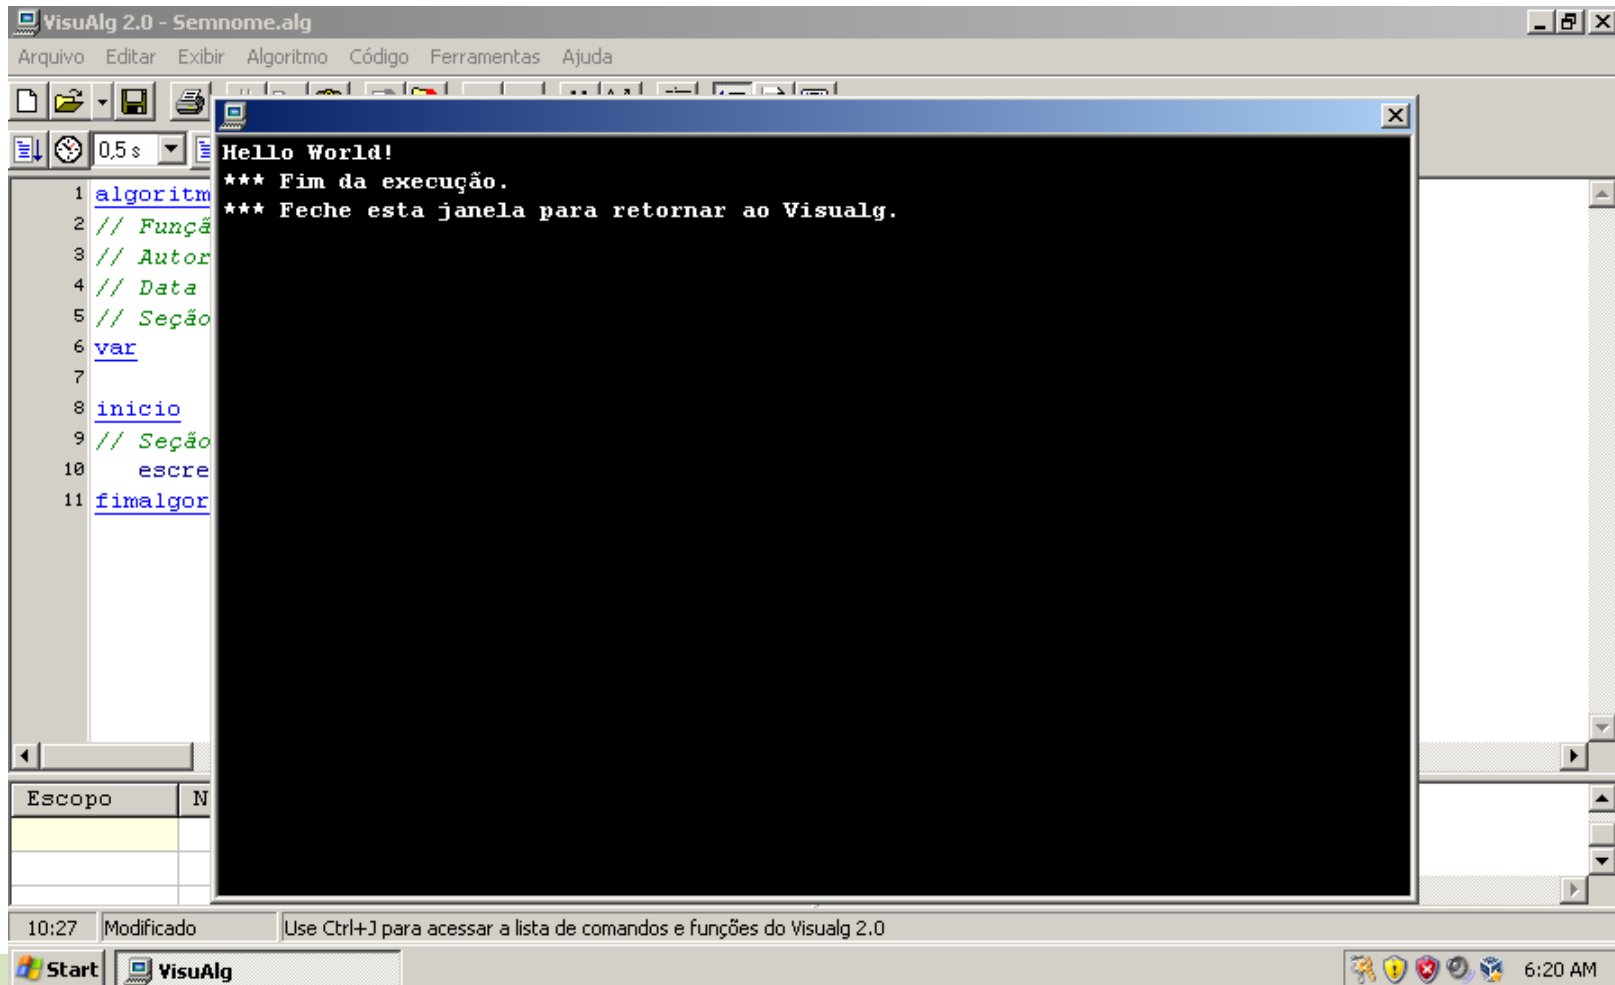 VisuAlg 2.0 - Semnome.alg
Arquivo Editar Exibir Algoritmo Código Ferramentas Ajuda
0,5 s
Hello World!
*** Fim da execução.
*** Feche esta janela para retornar ao Visualg.
1 algoritm
2 // Funçã
3 // Autor
4 // Data
5 // Seção
6 var
7
8 inicio
9 // Seção
10 escre
11 fimalgor
Escopo N
10:27 Modificado Use Ctrl+J para acessar a lista de comandos e funções do Visualg 2.0
Start VisuAlg 6:20 AM